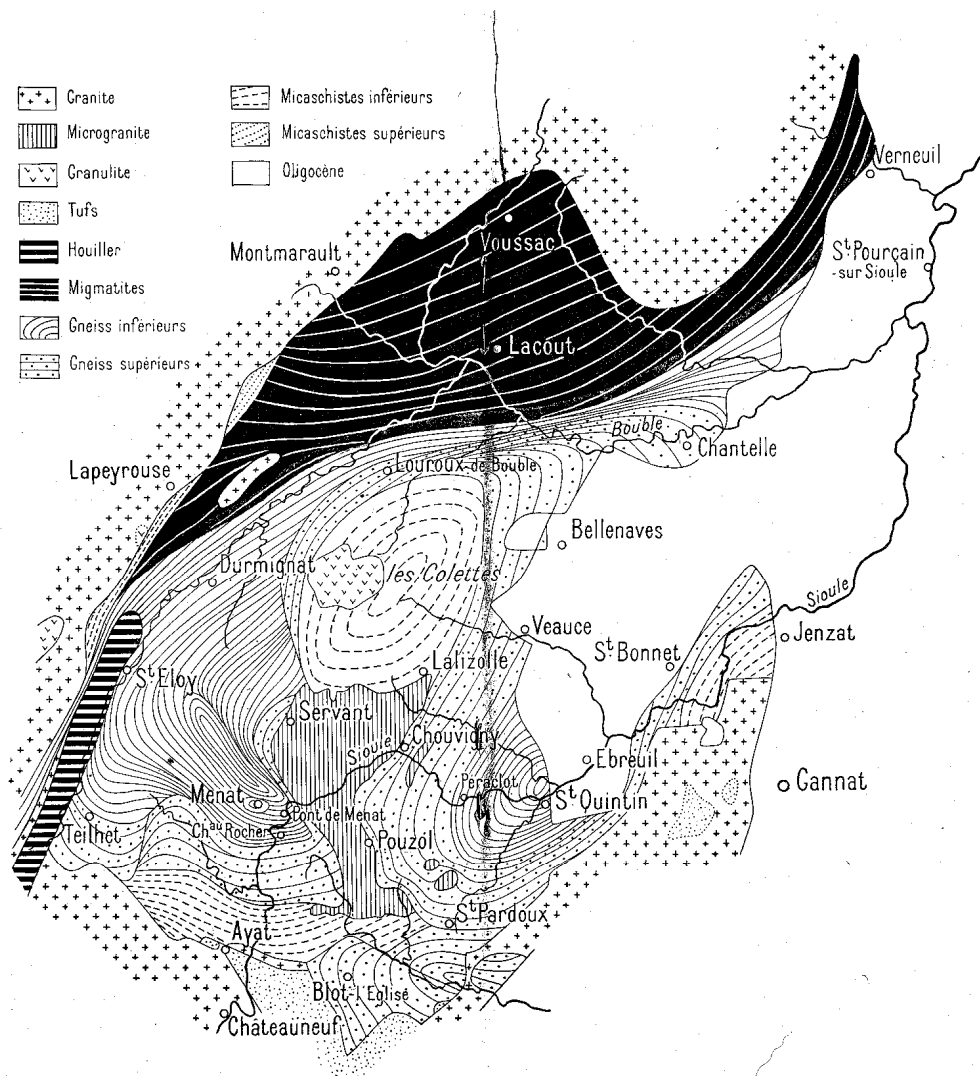 Granite
Microgranite
Granulite
Tufs
Houiller
Migmatites
Gneiss inférieurs
Gneiss supérieurs
Micaschistes inférieurs
Micaschistes supérieurs
Oligocène
Verneuil
Voussac
Montmarault
St Pourçain
-sur Sioule
Lacout
Bouble
Chantelle
Lapeyrouse
Louroux-de-Bouble
Bellenaves
Durmignat
les Colettes
Sioule
Veauce
Jenzat
St Bonnet
St Eloy
Lalizolle
Servant
Chouvigny
Sioule
Ebreuil
Gannat
Peraclot
Menat
St Quintin
Pont de Menat
Teilhet
Chau Rocher
Pouzol
St Pardoux
Ayat
Blot-l'Eglise
Châteauneuf